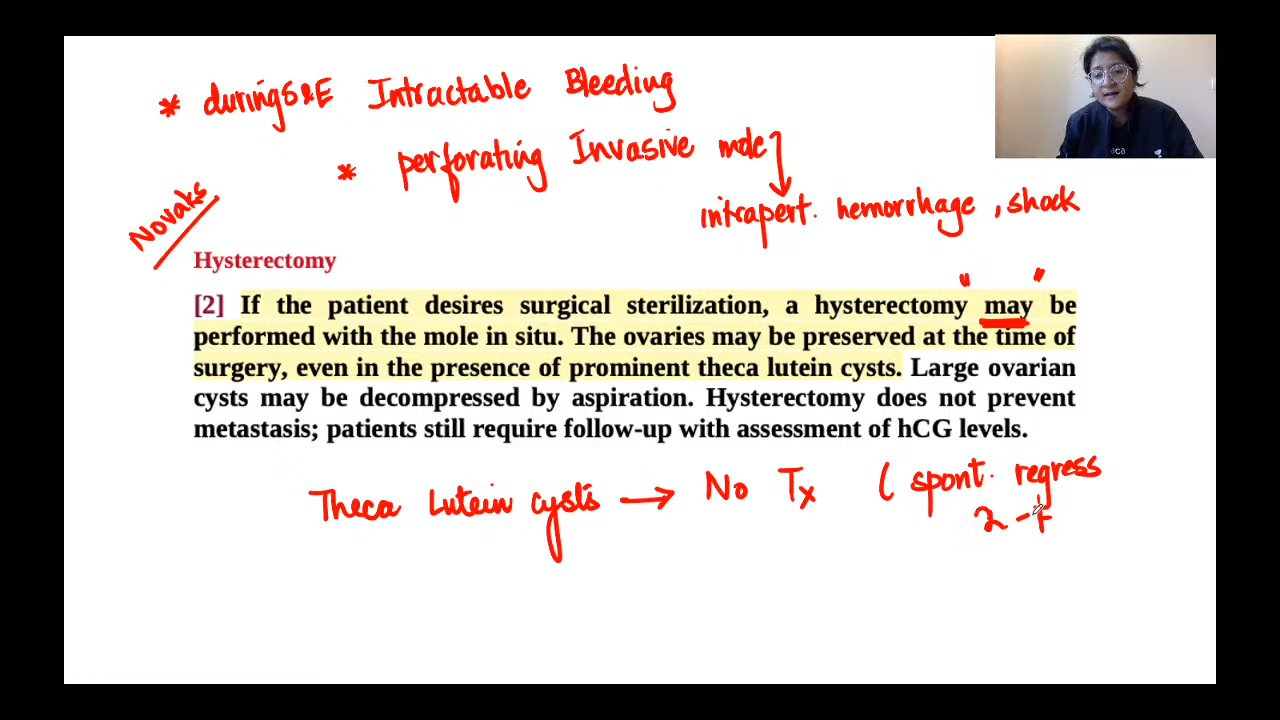 * during S&E Intractable Bleeding
* perforating Invasive mole
intrapert. hemorrhage, shock
Novaks
Hysterectomy
[2] If the patient desires surgical sterilization, a hysterectomy " may " be
performed with the mole in situ. The ovaries may be preserved at the time of
surgery, even in the presence of prominent theca lutein cysts. Large ovarian
cysts may be decompressed by aspiration. Hysterectomy does not prevent
metastasis; patients still require follow-up with assessment of hCG levels.
Theca Lutein cysts → No Tx ( spont. regress
2 -